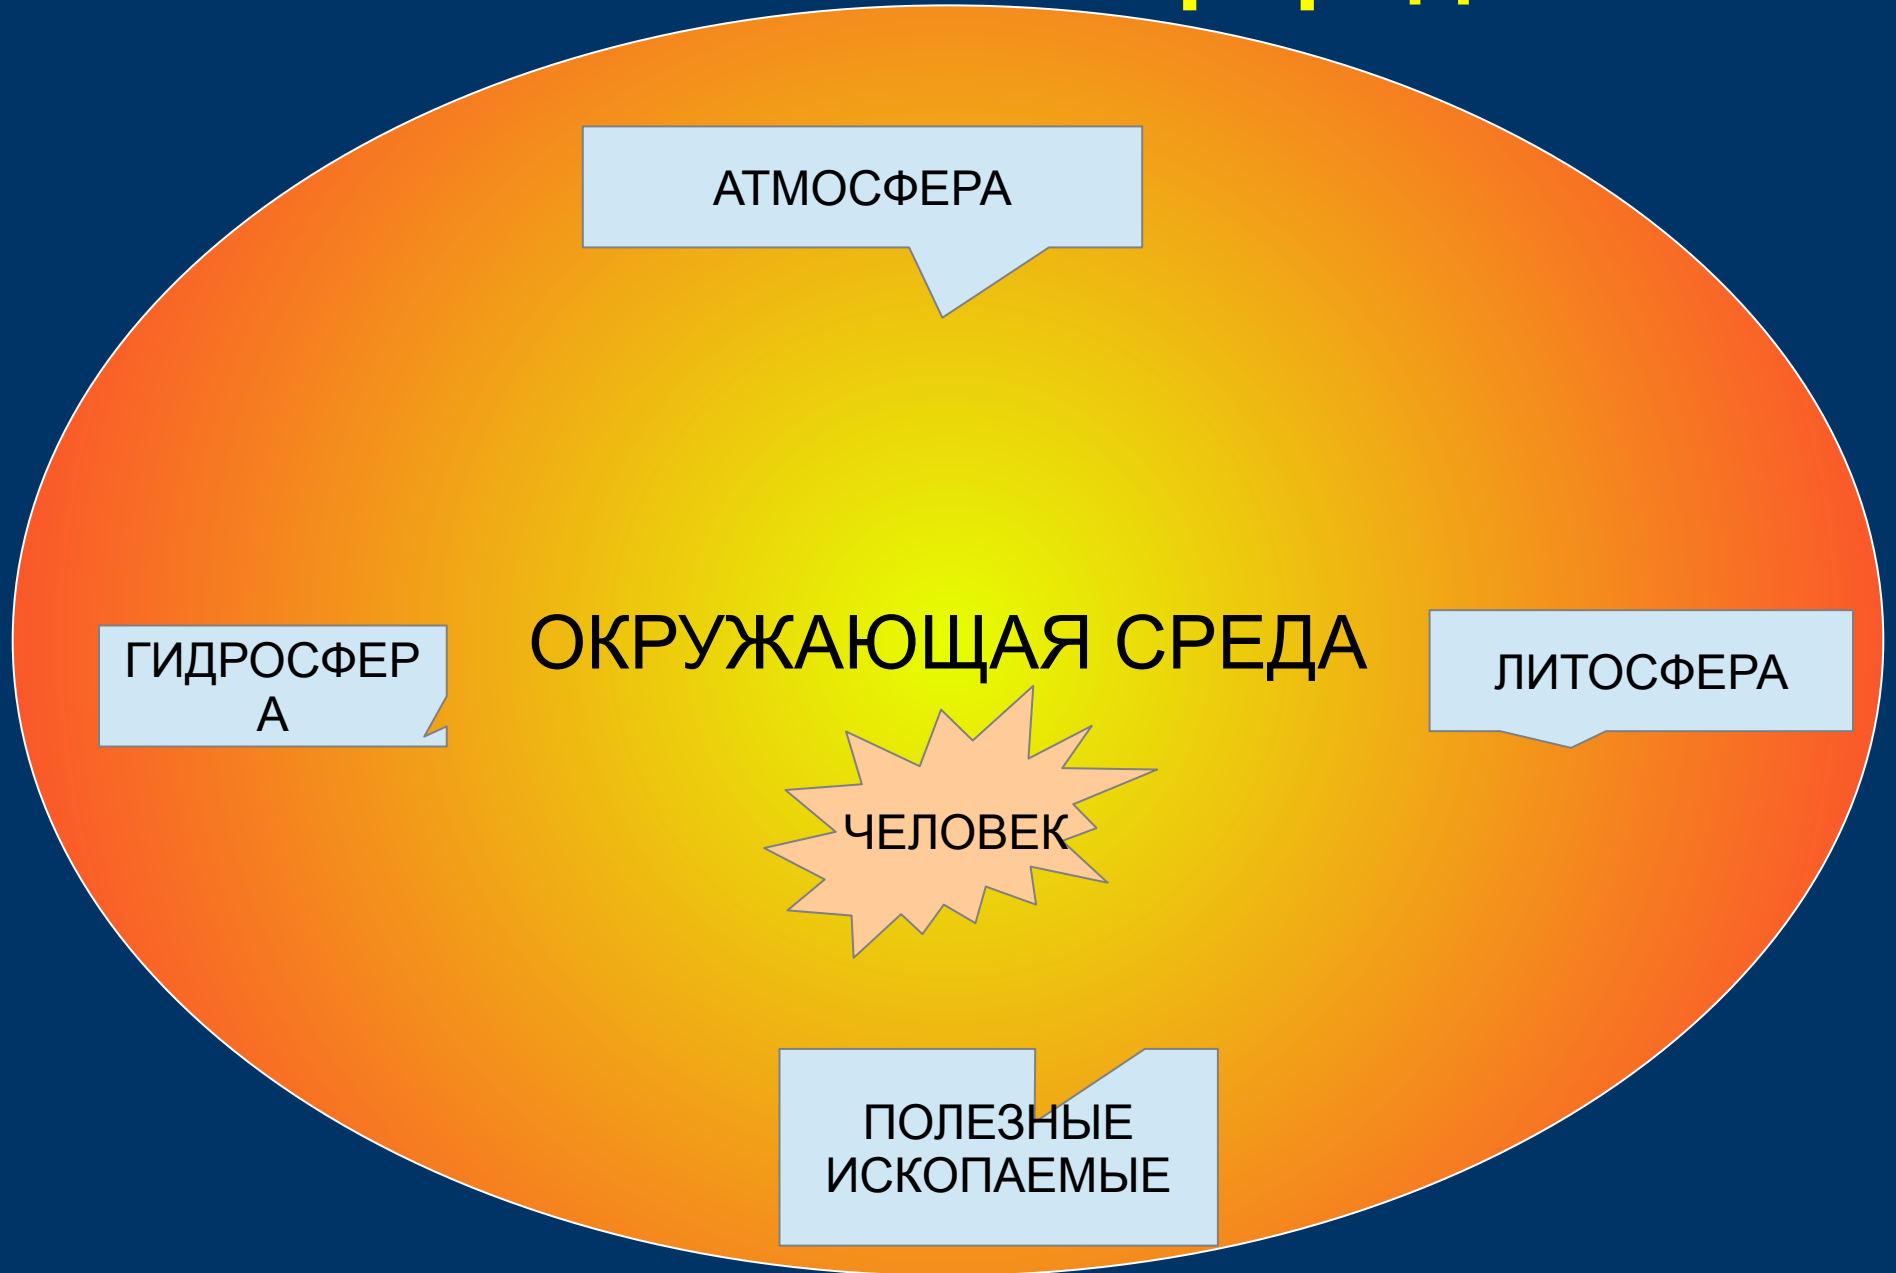 АТМОСФЕРА
ОКРУЖАЮЩАЯ СРЕДА
ГИДРОСФЕР
А
ЛИТОСФЕРА
ЧЕЛОВЕК
ПОЛЕЗНЫЕ
ИСКОПАЕМЫЕ